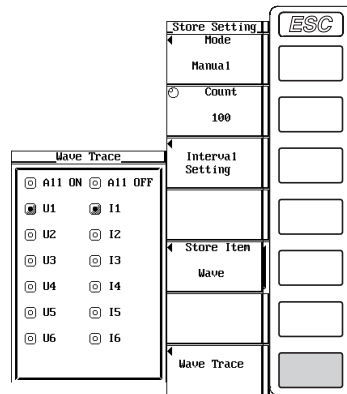 Store Setting
Mode
Manual
Count
100
Interval
Setting
Store Item
Wave
Wave Trace
ESC
Wave Trace
All ON All OFF
U1 I1
U2 I2
U3 I3
U4 I4
U5 I5
U6 I6